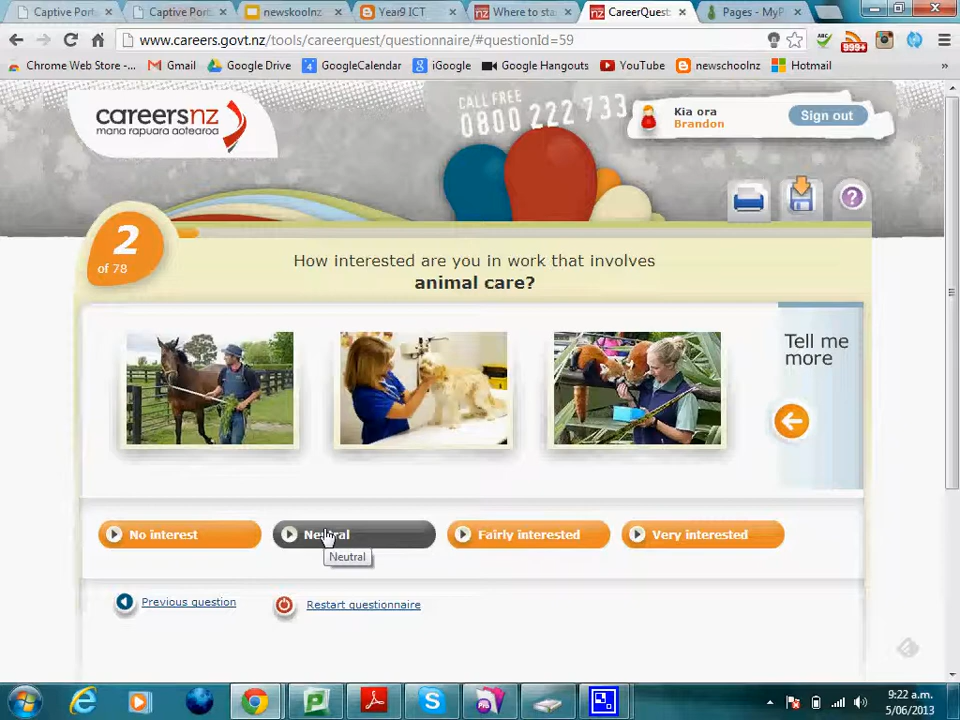 Captive Port
Captive Port
newskoolnz
Year9 ICT
Where to sta
CareerQues
Pages - MyP
www.careers.govt.nz/tools/careerquest/questionnaire/#questionId=59
999+
Chrome Web Store -
Gmail
Google Drive
4 GoogleCalendar
iGoogle
Google Hangouts
YouTube
newschoolnz
Hotmail
»
careersnz
mana rapuara aotearoa
CALL FREE
0800 222 733
Kia ora
Brandon
Sign out
?
2
of 78
How interested are you in work that involves
animal care?
Tell me
more
No interest
Neutral
Fairly interested
Very interested
Neutral
Previous question
Restart questionnaire
9:22 a.m.
5/06/2013